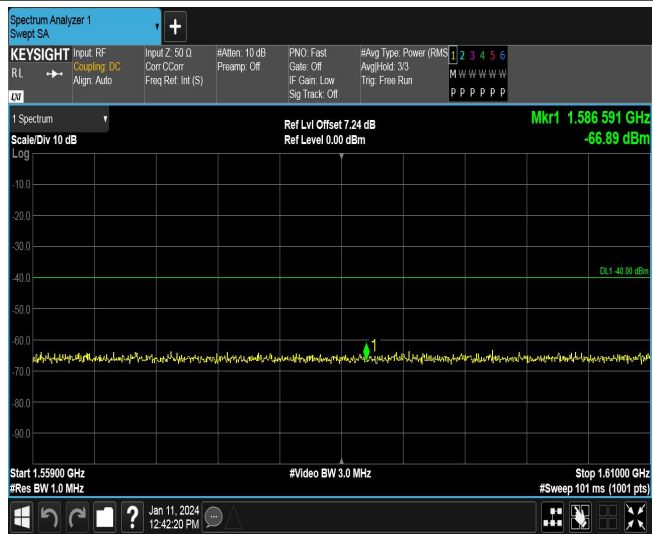 Spectrum Analyzer 1
Swept SA
+
KEYSIGHT
RL
LXI
Input: RF
Coupling: DC
Align: Auto
Input Z: 50 Ω
Corr CCorr
Freq Ref: Int (S)
#Atten: 10 dB
Preamp: Off
PNO: Fast
Gate: Off
IF Gain: Low
Sig Track: Off
#Avg Type: Power (RMS
Avg|Hold: 3/3
Trig: Free Run
1 2 3 4 5 6
M W W W W W
P P P P P P
1 Spectrum
Scale/Div 10 dB
Ref Lvl Offset 7.24 dB
Ref Level 0.00 dBm
Mkr1 1.586 591 GHz
-66.89 dBm
Log
-10.0
-20.0
-30.0
DL1 -40.00 dBm
-40.0
-50.0
-60.0
1
-70.0
-80.0
-90.0
Start 1.55900 GHz
#Video BW 3.0 MHz
Stop 1.61000 GHz
#Res BW 1.0 MHz
#Sweep 101 ms (1001 pts)
?
Jan 11, 2024
12:42:20 PM